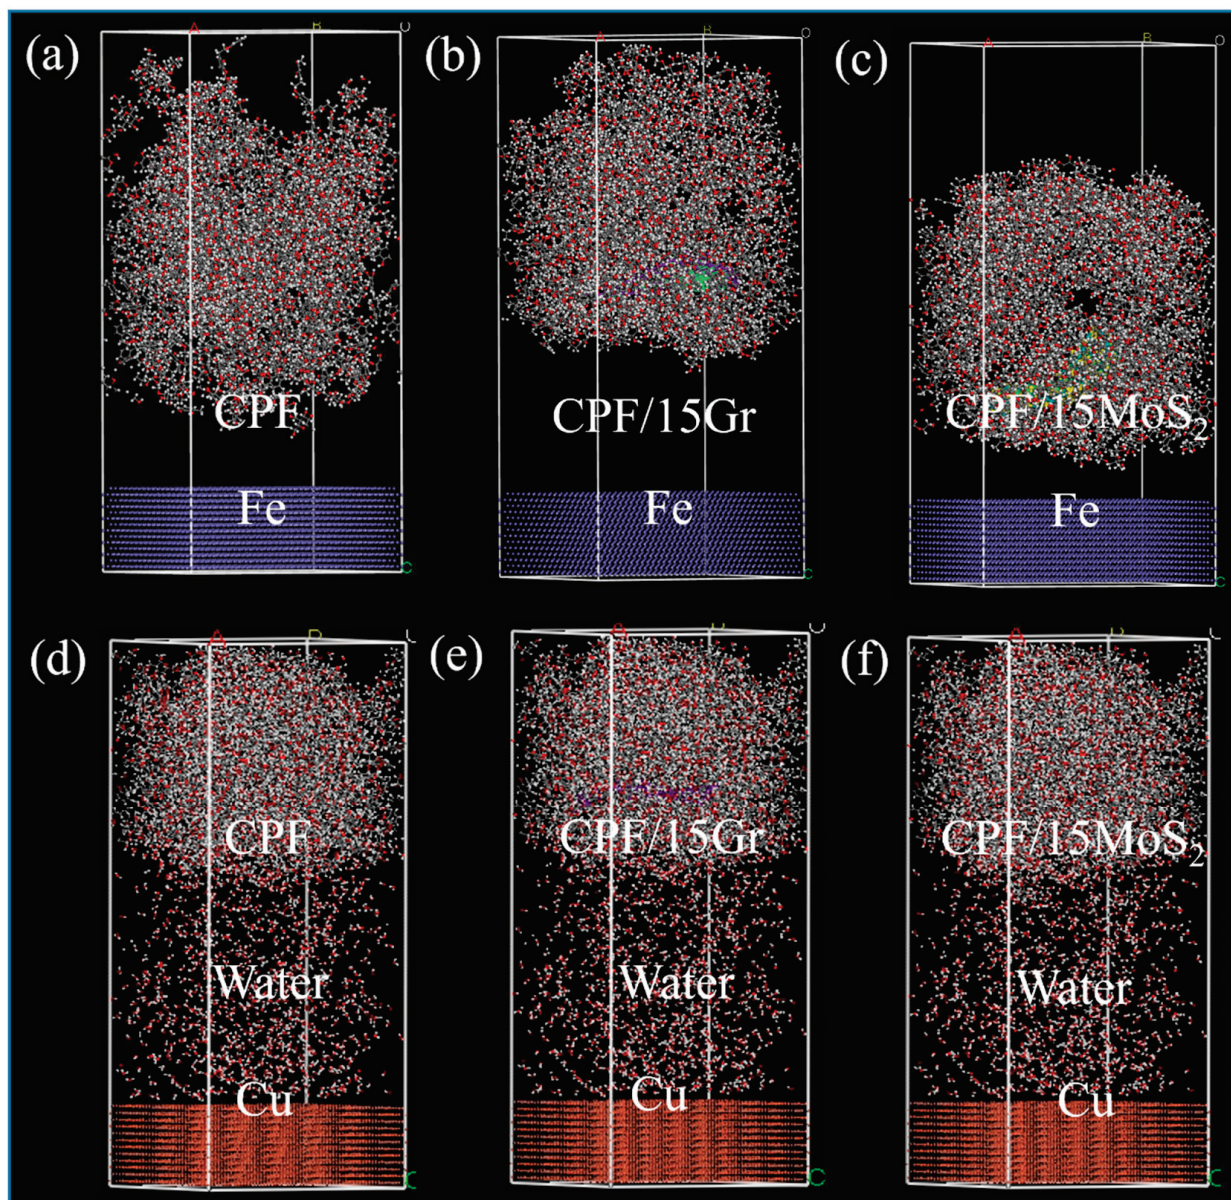 (a)
A
B
O
CPF
Fe
C
(b)
A
B
O
CPF/15Gr
Fe
C
(c)
A
B
O
CPF/15MoS₂
Fe
C
(d)
A
CPF
Water
Cu
C
(e)
CPF/15Gr
Water
Cu
C
(f)
A
CPF/15MoS₂
Water
Cu
C